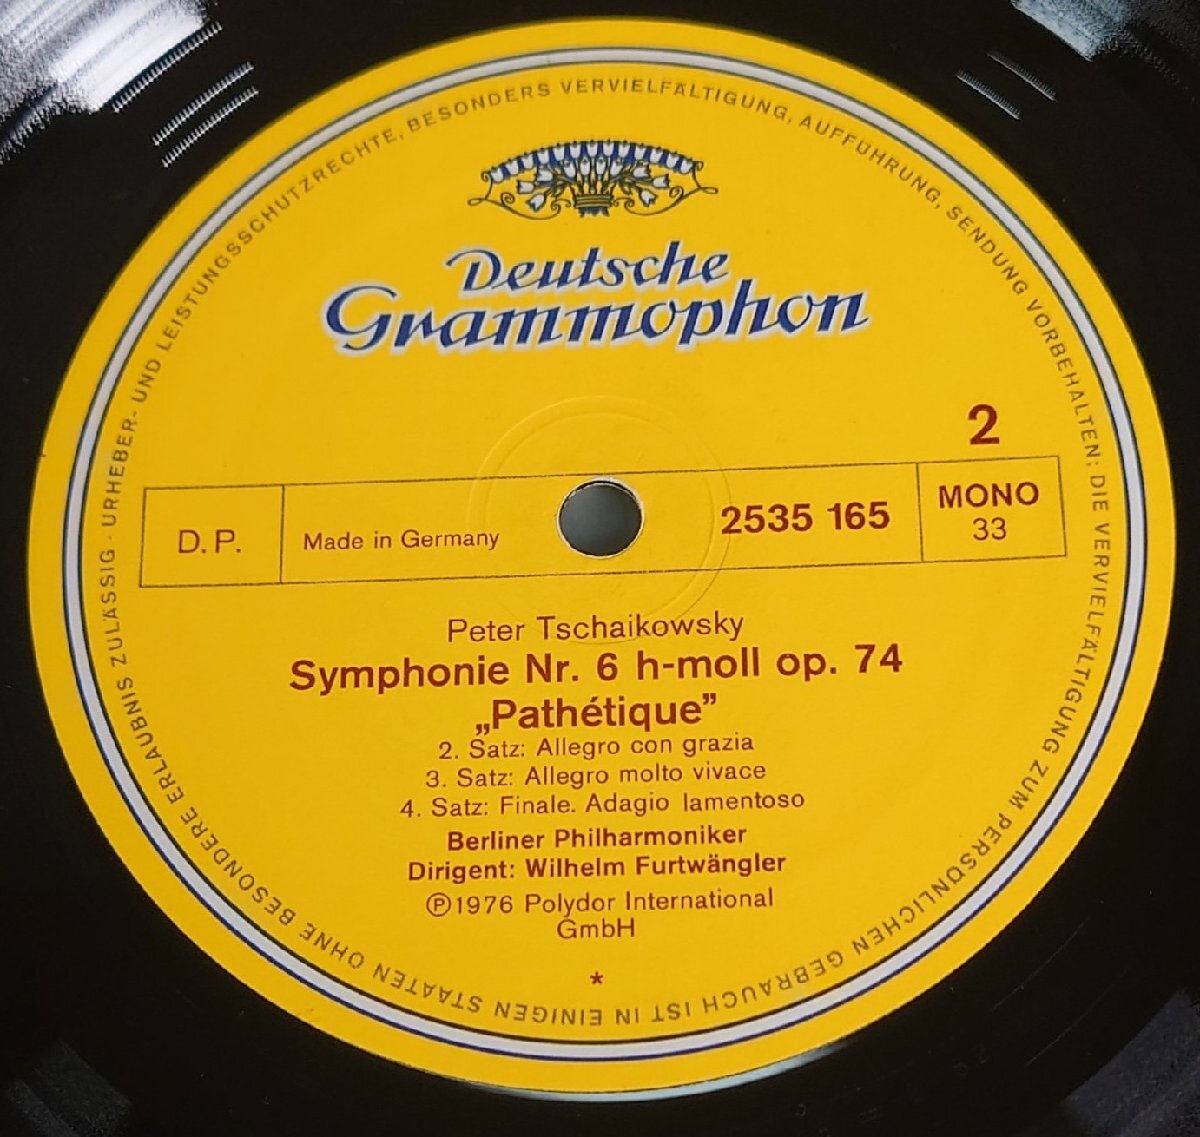 URHEBER- UND LEISTUNGSSCHUTZRECHTE, BESONDERS VERVIELFÄLTIGUNG, AUFFÜHRUNG, SENDUNG VORBEHALTEN; DIE VERVIELFÄLTIGUNG ZUM PERSÖNLICHEN GEBRAUCH IST IN EINIGEN STAATEN OHNE BESONDERE ERLAUBNIS ZULÄSSIG ·
Deutsche
Grammophon
2
D.P.
Made in Germany
2535 165
MONO
33
Peter Tschaikowsky
Symphonie Nr. 6 h-moll op. 74
„Pathétique”
2. Satz: Allegro con grazia
3. Satz: Allegro molto vivace
4. Satz: Finale. Adagio lamentoso
Berliner Philharmoniker
Dirigent: Wilhelm Furtwängler
Ⓟ1976 Polydor International
GmbH
*